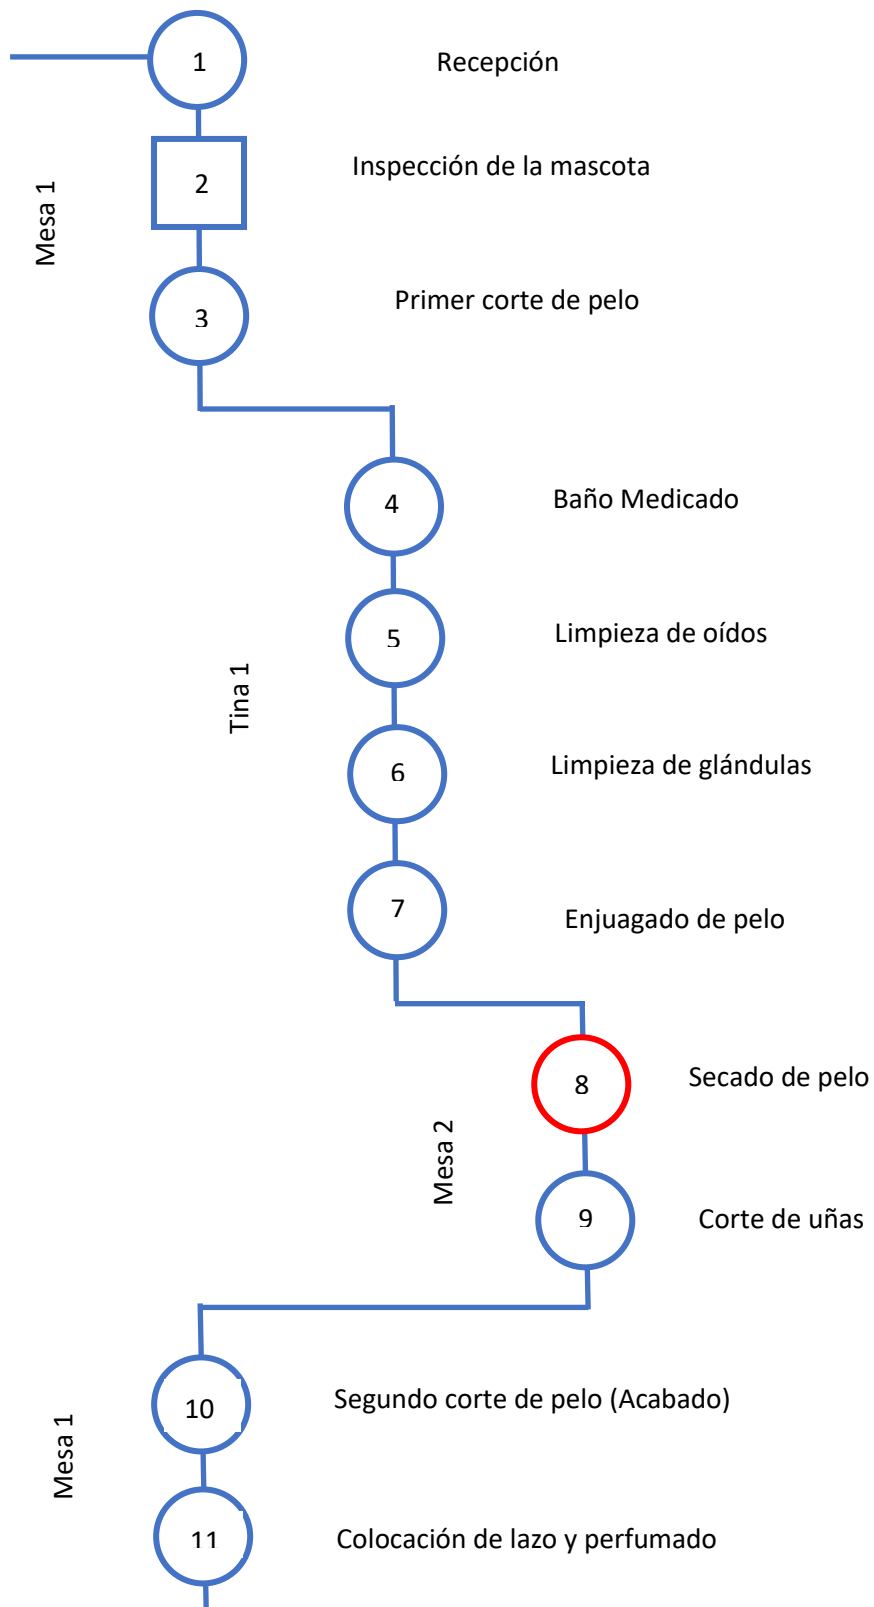 1
Recepción
2
Inspección de la mascota
Mesa 1
3
Primer corte de pelo
4
Baño Medicado
5
Limpieza de oídos
Tina 1
6
Limpieza de glándulas
7
Enjuagado de pelo
8
Secado de pelo
Mesa 2
9
Corte de uñas
10
Segundo corte de pelo (Acabado)
Mesa 1
11
Colocación de lazo y perfumado